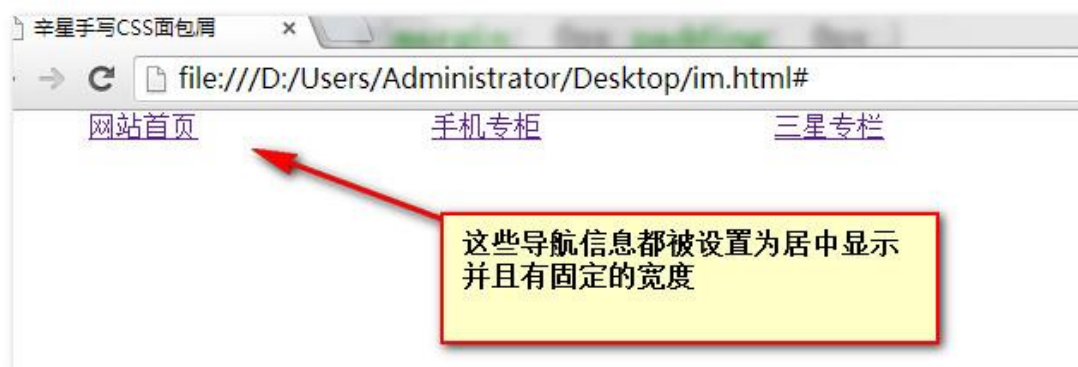 辛星手写CSS面包屑
file:///D:/Users/Administrator/Desktop/im.html#
网站首页 手机专柜 三星专栏
这些导航信息都被设置为居中显示
并且有固定的宽度